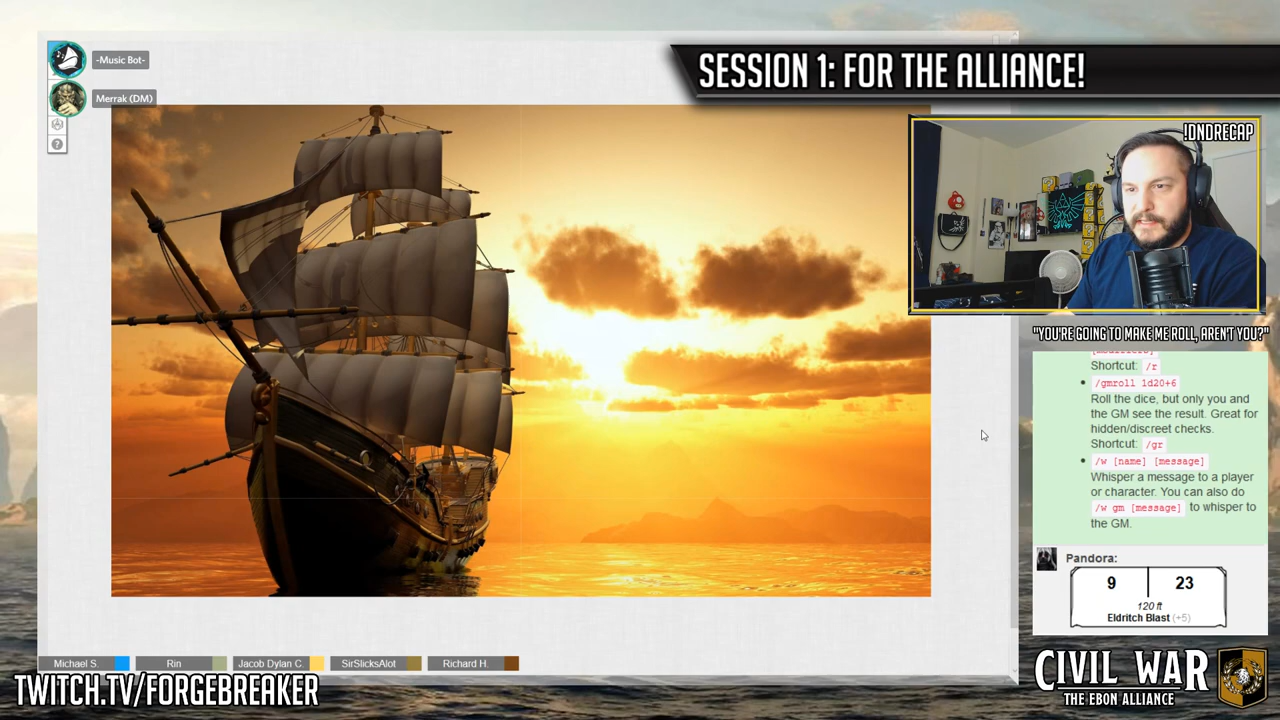 -Music Bot-
Merrak (DM)
SESSION 1: FOR THE ALLIANCE!
!DNDRECAP
"YOU'RE GOING TO MAKE ME ROLL, AREN'T YOU?"
[modifiers]
Shortcut: /r
/gmroll 1d20+6
Roll the dice, but only you and
the GM see the result. Great for
hidden/discreet checks.
Shortcut: /gr
/w [name] [message]
Whisper a message to a player
or character. You can also do
/w gm [message] to whisper to
the GM.
Pandora:
9 23
120 ft
Eldritch Blast (+5)
Michael S. Rin Jacob Dylan C. SirSlicksAlot Richard H.
TWITCH.TV/FORGEBREAKER
CIVIL WAR
THE EBON ALLIANCE